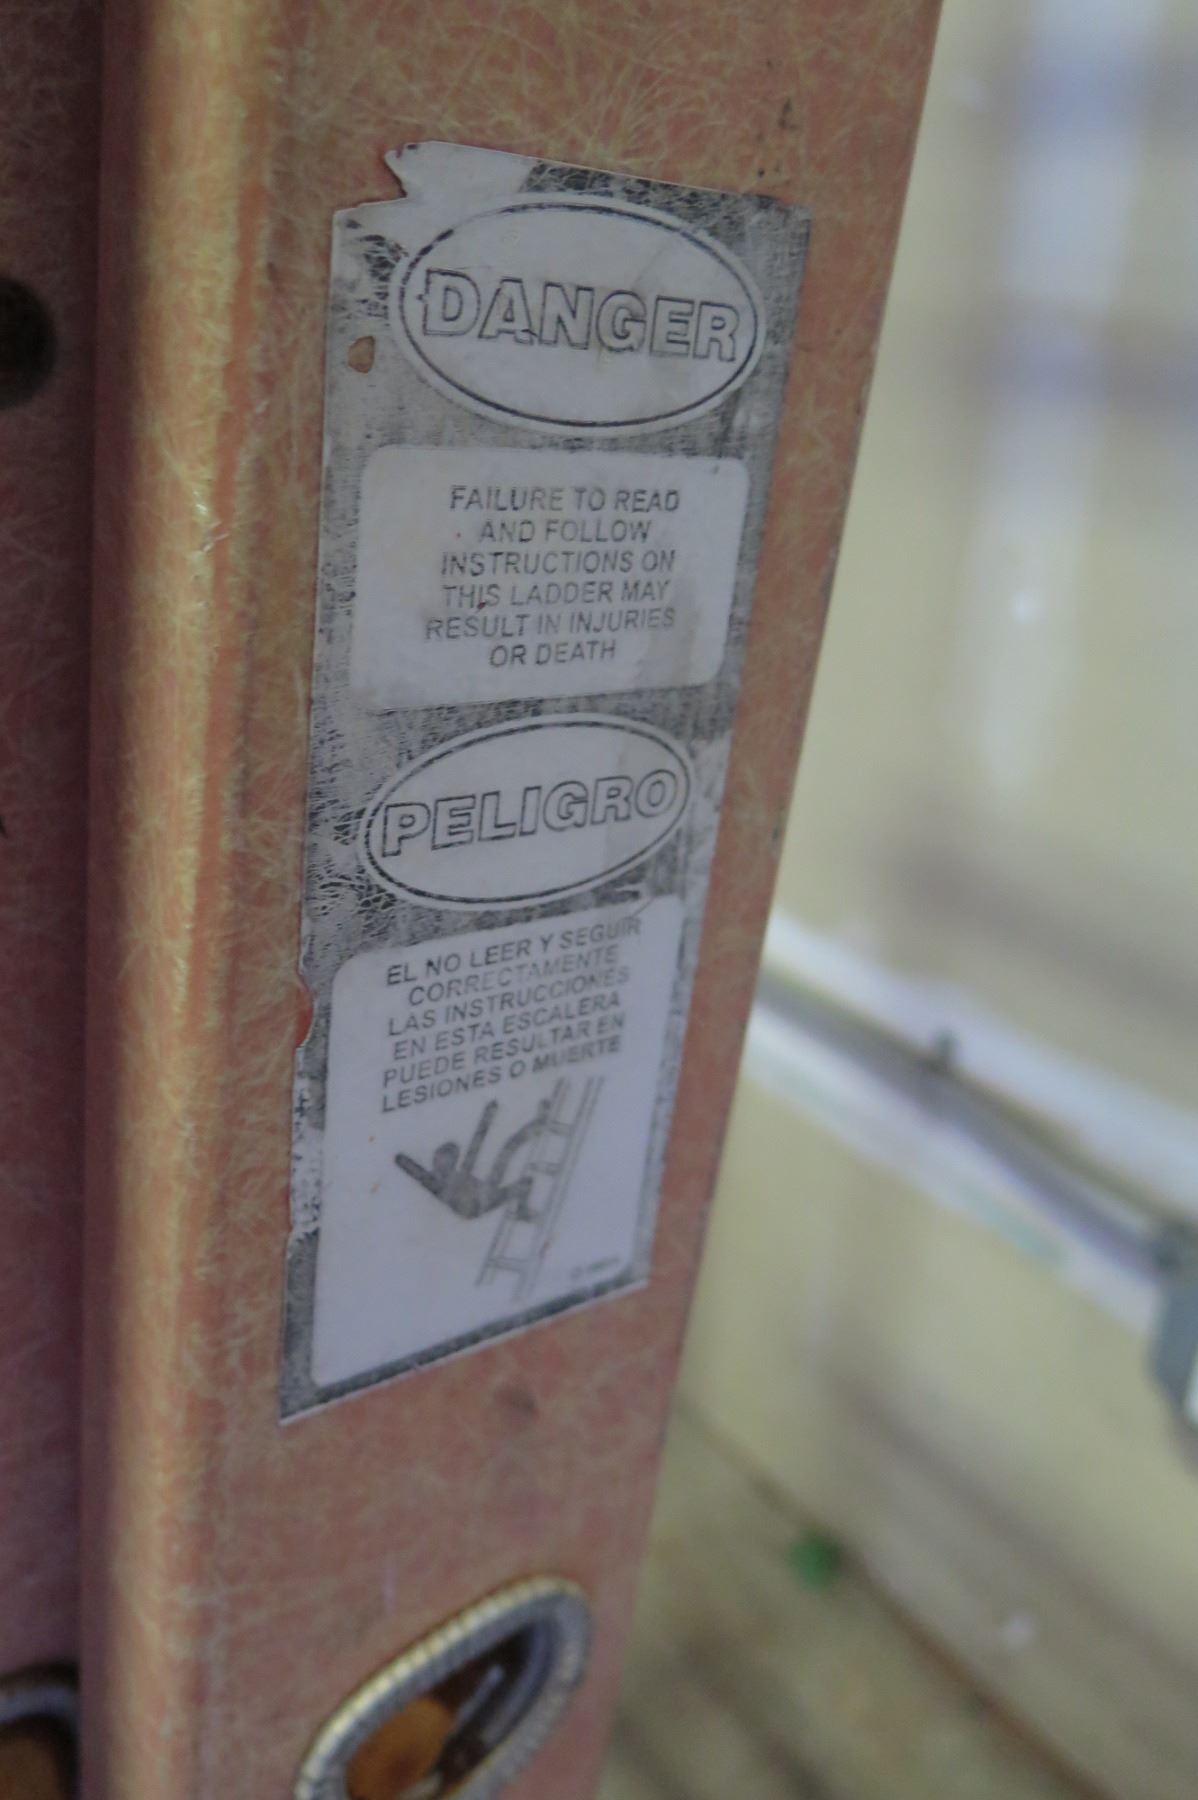 DANGER
FAILURE TO READ
AND FOLLOW
INSTRUCTIONS ON
THIS LADDER MAY
RESULT IN INJURIES
OR DEATH
PELIGRO
EL NO LEER Y SEGUIR
CORRECTAMENTE
LAS INSTRUCCIONES
EN ESTA ESCALERA
PUEDE RESULTAR EN
LESIONES O MUERTE